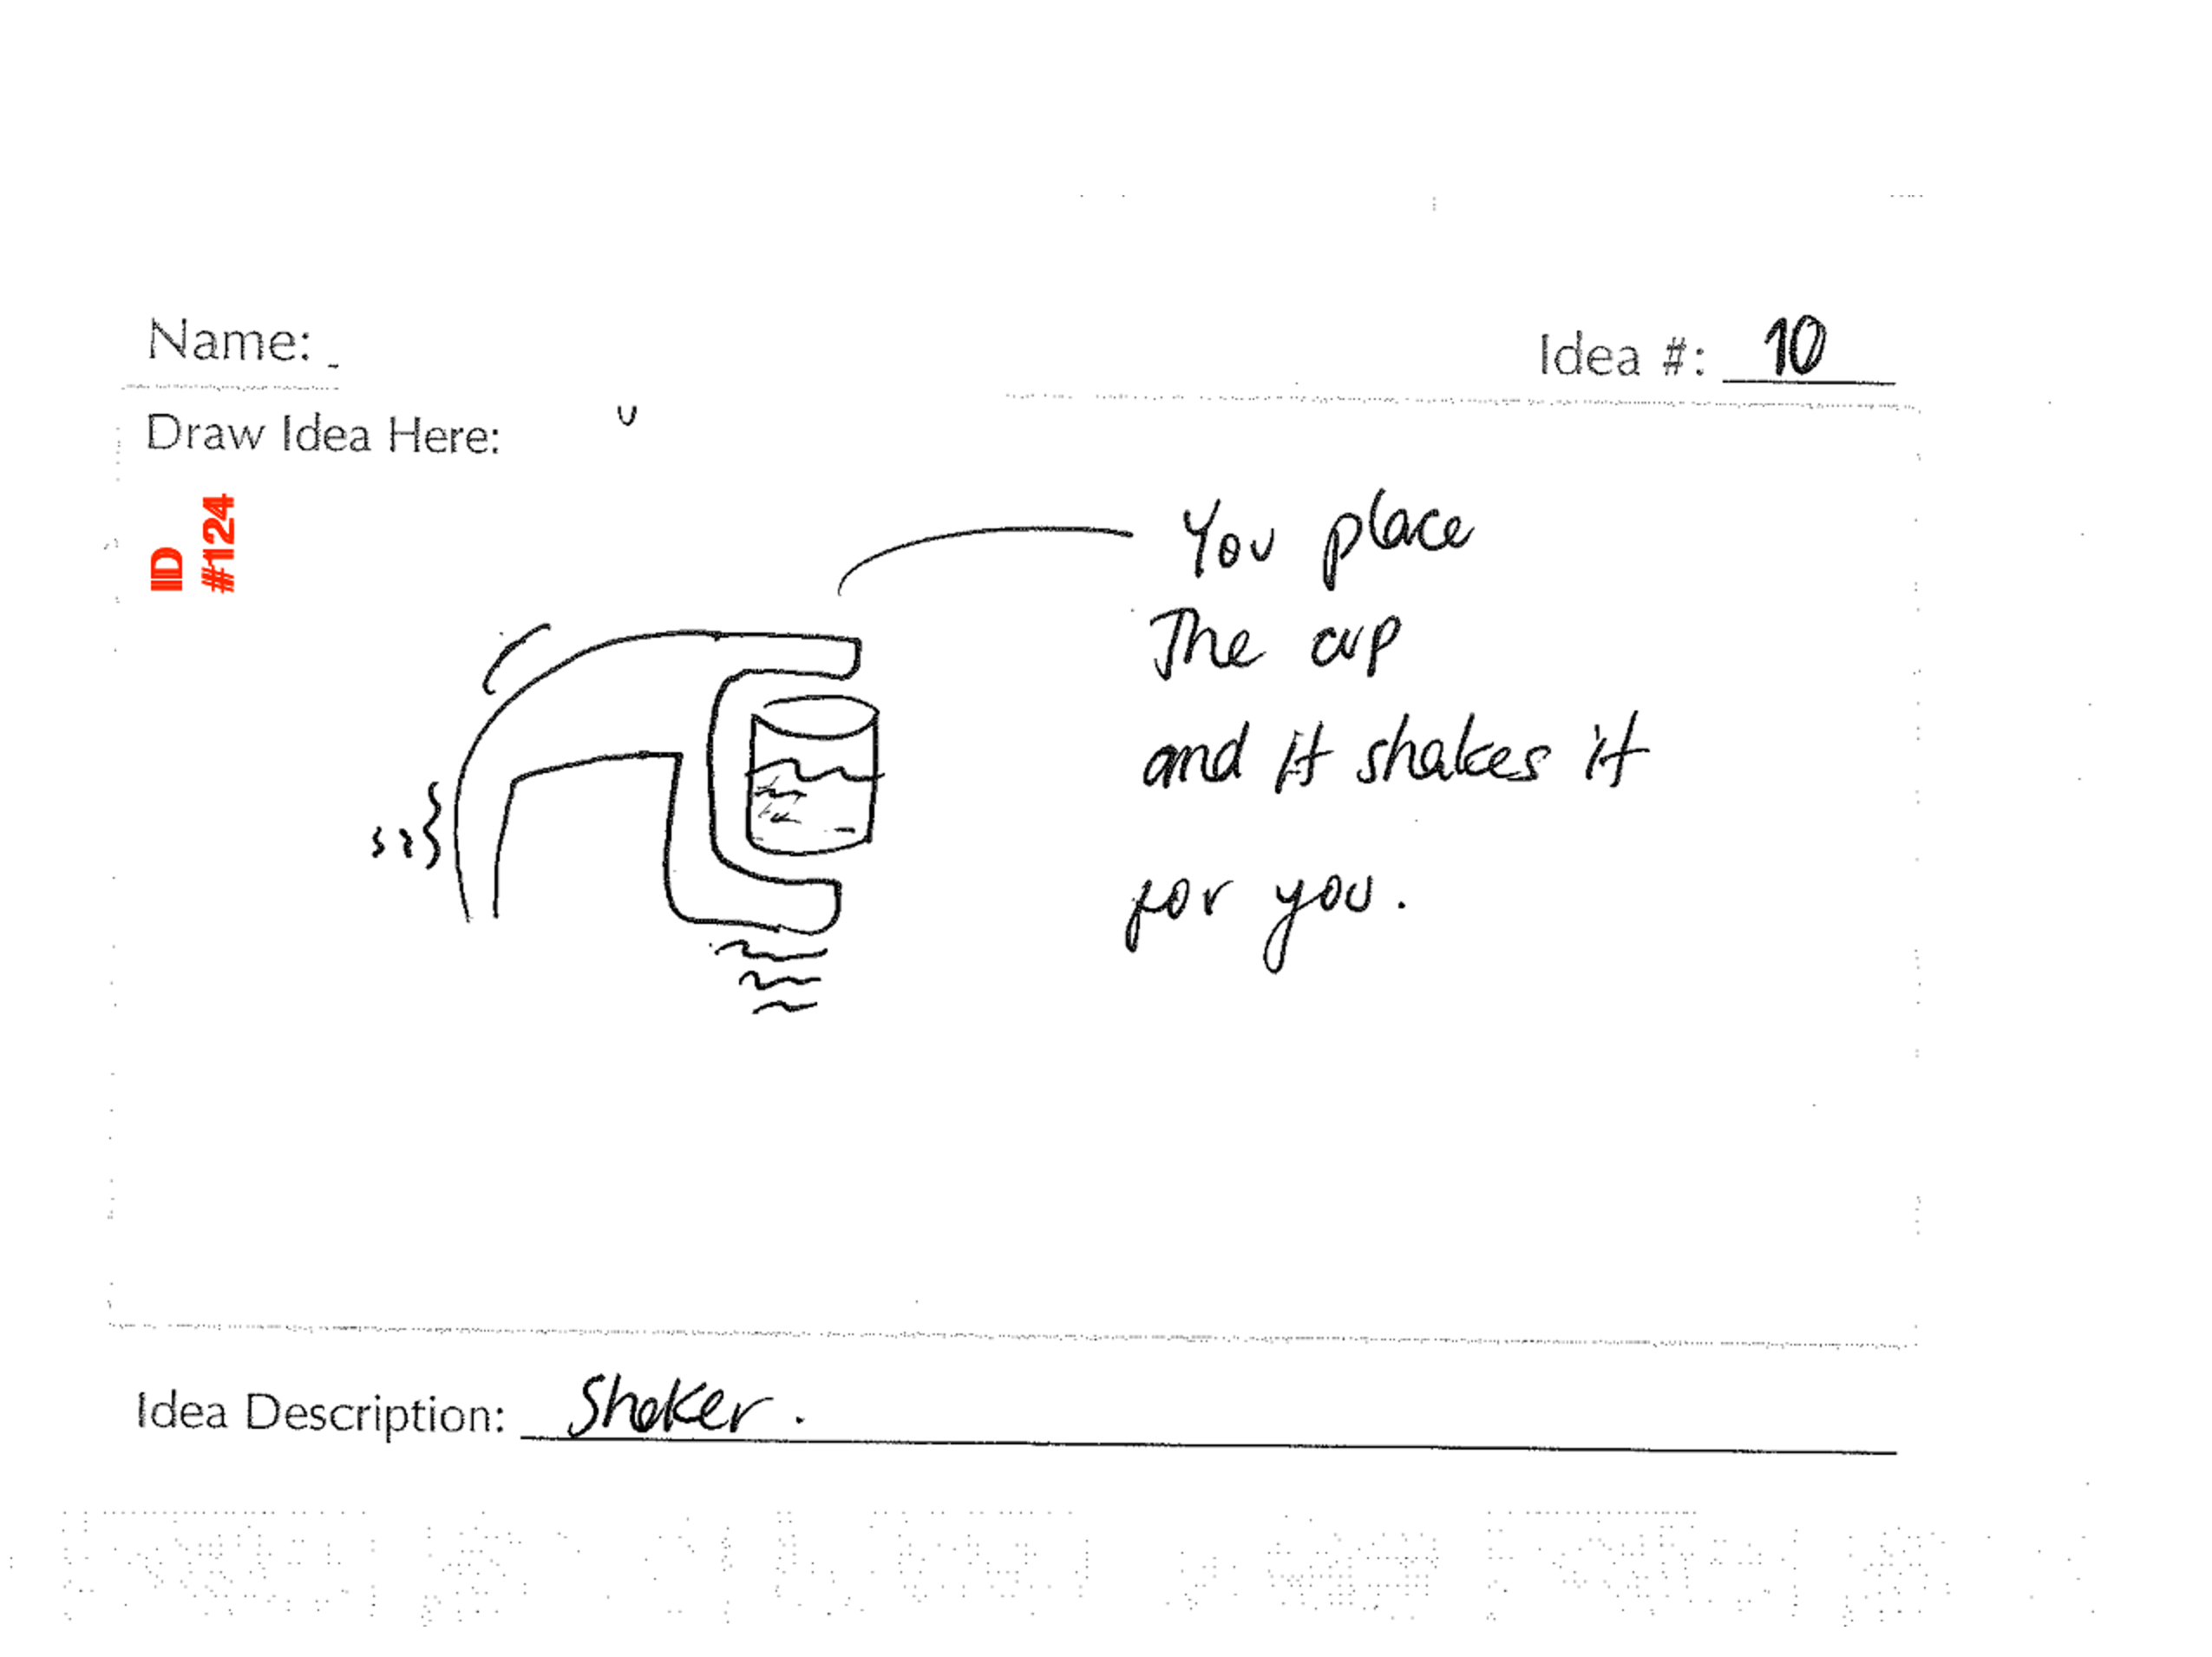 Name:
Idea #: 10
Draw Idea Here:
ID
#124
You place
The cup
and it shakes it
for you.
Idea Description: Shaker.